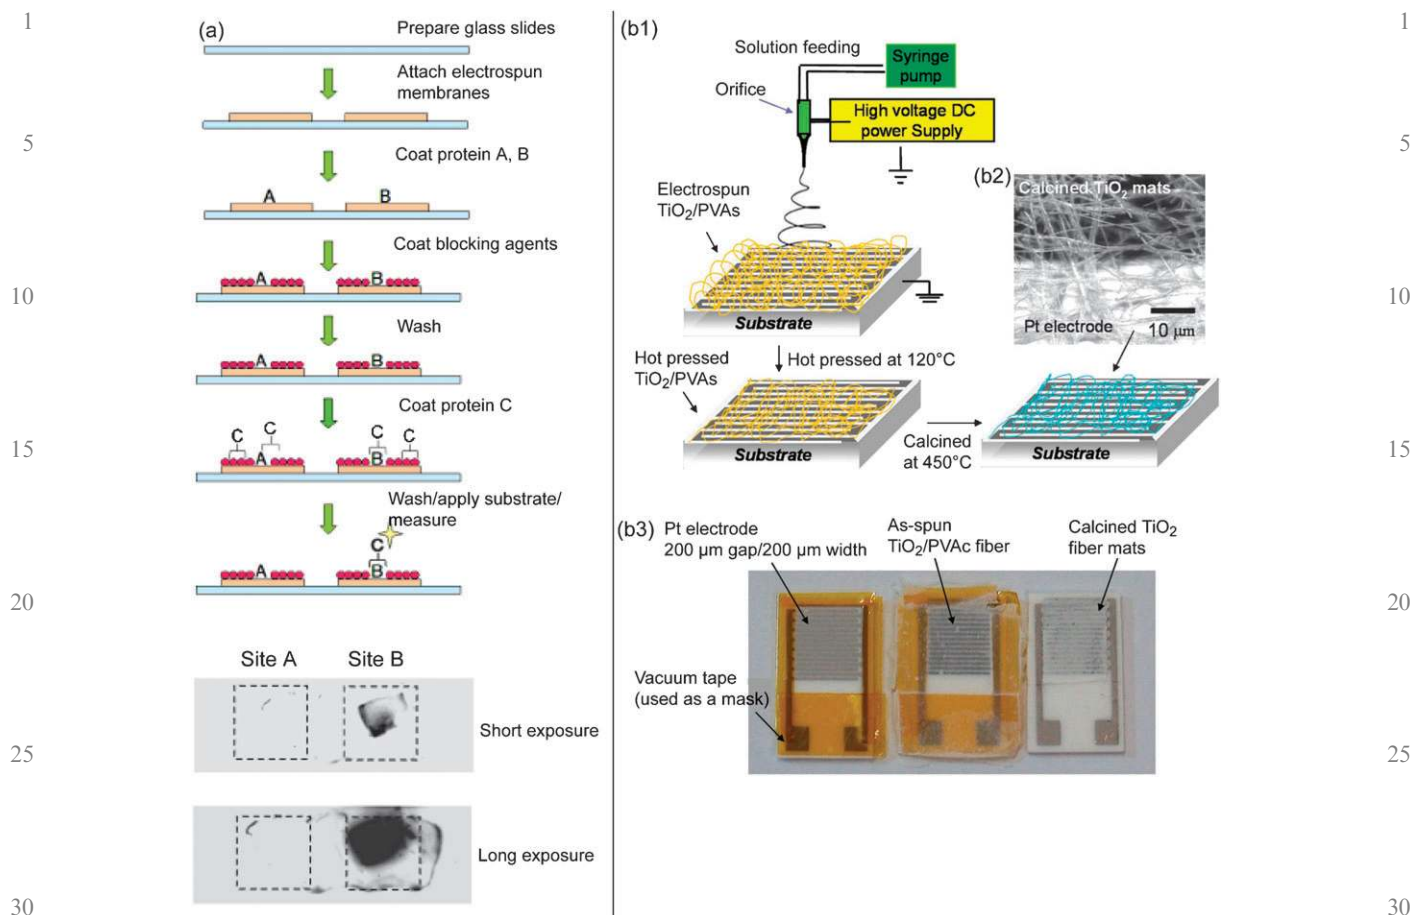 1
5
10
15
20
25
30
(a)
Prepare glass slides
Attach electrospun
membranes
Coat protein A, B
A B
Coat blocking agents
A B
Wash
A B
Coat protein C
C C C C
A B
Wash/apply substrate/
measure
C
A B
Site A Site B
Short exposure
Long exposure
(b1)
Solution feeding
Syringe
pump
Orifice
High voltage DC
power Supply
Electrospun
TiO2/PVAs
Substrate
(b2)
Calcined TiO2 mats
Pt electrode
10 μm
Hot pressed
TiO2/PVAs
Hot pressed at 120°C
Substrate
Calcined
at 450°C
Substrate
(b3)
Pt electrode
200 μm gap/200 μm width
As-spun
TiO2/PVAc fiber
Calcined TiO2
fiber mats
Vacuum tape
(used as a mask)
1
5
10
15
20
25
30